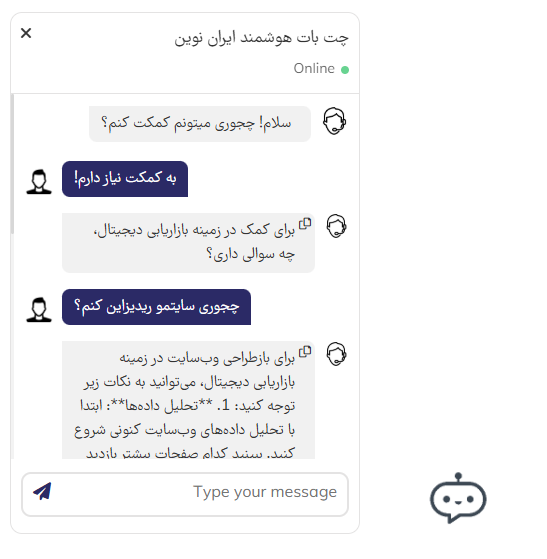 چت بات هوشمند ایران نوین
Online
سلام! چجوری میتونم کمکت کنم؟
به کمکت نیاز دارم!
برای کمک در زمینه بازاریابی دیجیتال،
چه سوالی داری؟
چجوری سایتمو ریدیزاین کنم؟
برای بازطراحی وب‌سایت در زمینه
بازاریابی دیجیتال، می‌توانید به نکات زیر
توجه کنید: 1. **تحلیل داده‌ها**: ابتدا
با تحلیل داده‌های وب‌سایت کنونی شروع
کنید. ببینید کدام صفحات بیشتر بازدید
Type your message